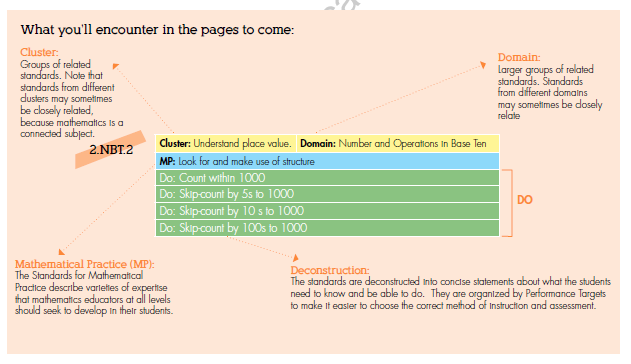 What you'll encounter in the pages to come:
Cluster:
Groups of related
standards. Note that
standards from different
clusters may sometimes
be closely related,
because mathematics is a
connected subject.
Domain:
Larger groups of related
standards. Standards
from different domains
may sometimes be closely
relate
2.NBT.2
Cluster: Understand place value. Domain: Number and Operations in Base Ten
MP: Look for and make use of structure
Do: Count within 1000
Do: Skip-count by 5s to 1000
Do: Skip-count by 10 s to 1000
Do: Skip-count by 100s to 1000
DO
Mathematical Practice (MP):
The Standards for Mathematical
Practice describe varieties of expertise
that mathematics educators at all levels
should seek to develop in their students.
Deconstruction:
The standards are deconstructed into concise statements about what the students
need to know and be able to do.  They are organized by Performance Targets
to make it easier to choose the correct method of instruction and assessment.